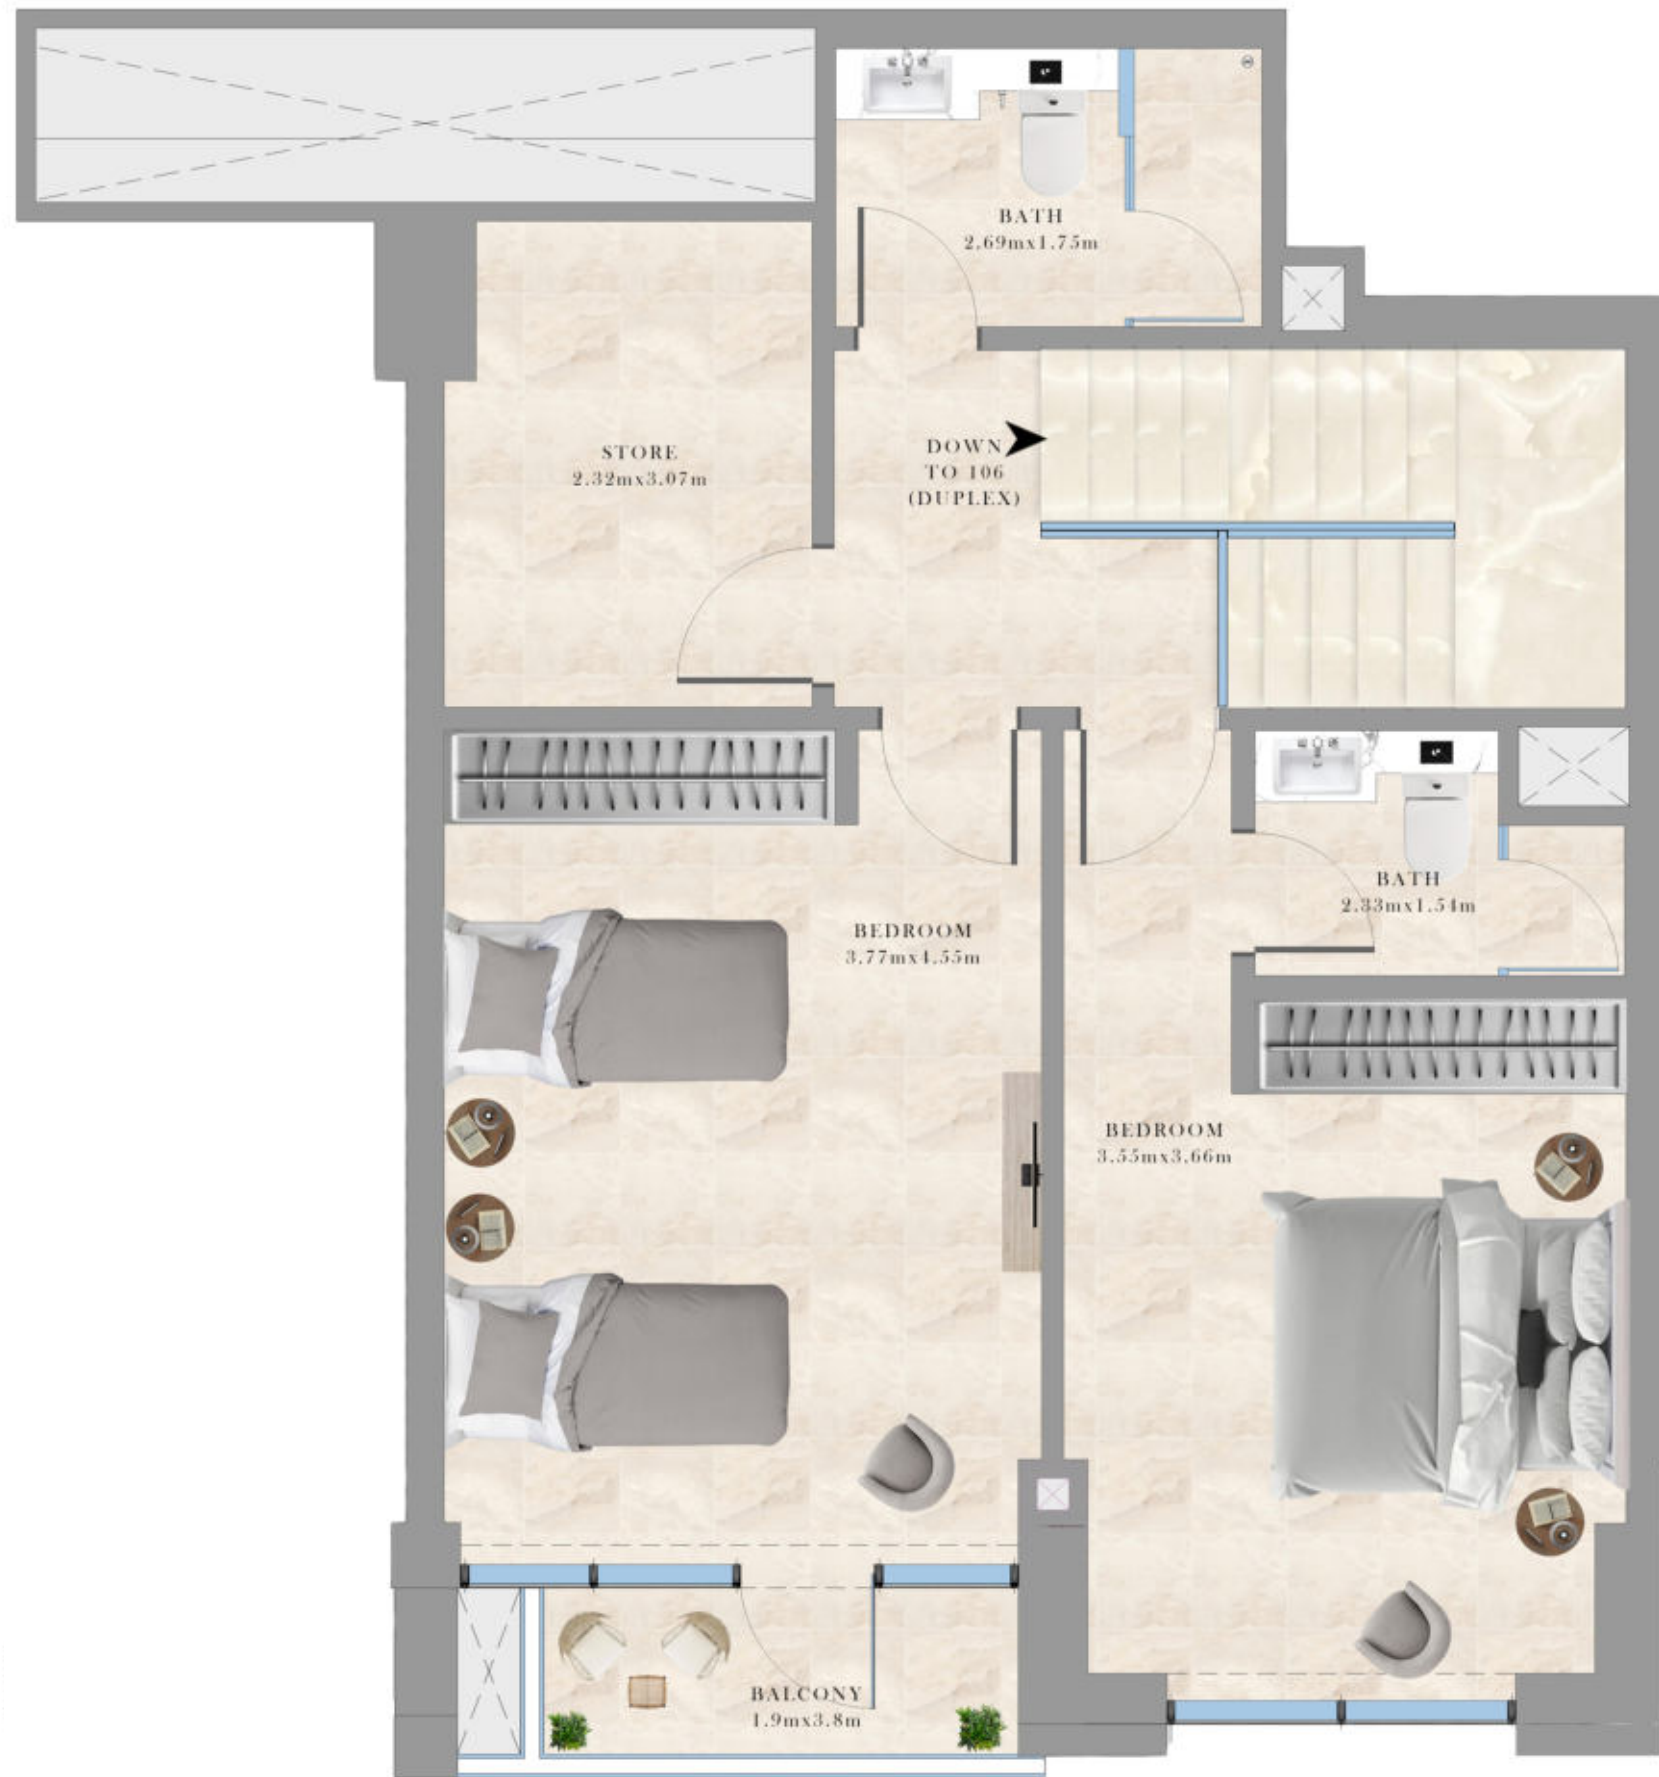 BATH
2.69mx1.75m
STORE
2.32mx3.07m
DOWN
TO 106
(DUPLEX)
BATH
2.33mx1.54m
BEDROOM
3.77mx4.55m
BEDROOM
3.55mx3.66m
BALCONY
1.9mx3.8m